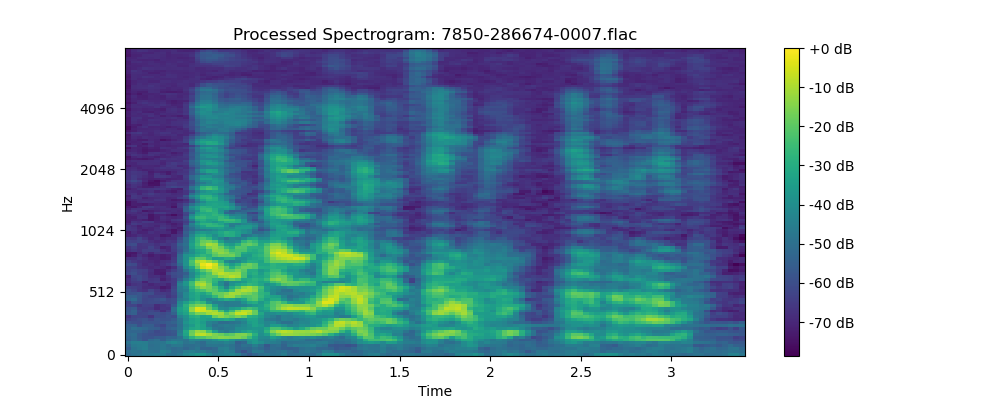 Processed Spectrogram: 7850-286674-0007.flac
Hz
4096
2048
1024
512
0
0
0.5
1
1.5
2
2.5
3
Time
+0 dB
-10 dB
-20 dB
-30 dB
-40 dB
-50 dB
-60 dB
-70 dB